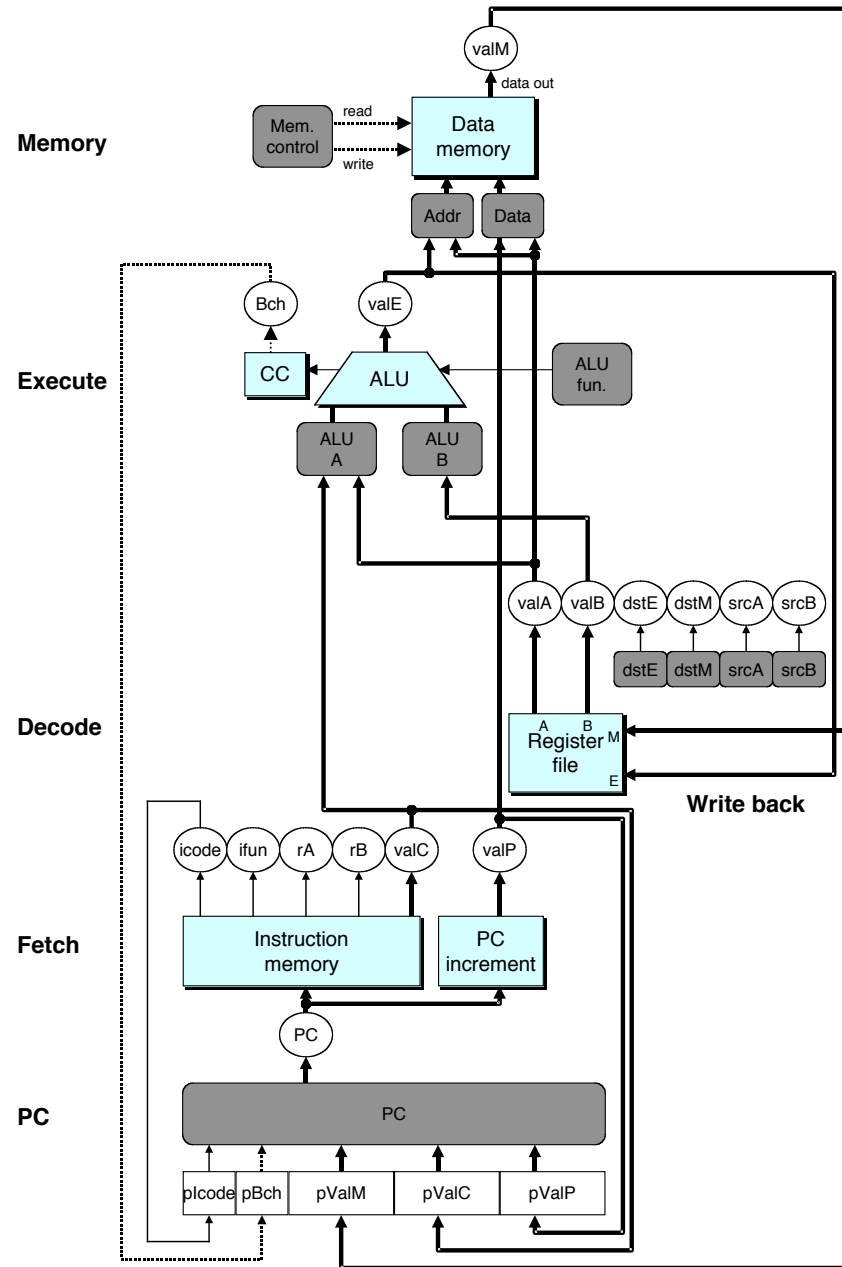 valM
data out
read
Mem.
control
write
Data
memory
Memory
Addr
Data
Bch
valE
CC
ALU
ALU
fun.
Execute
ALU
A
ALU
B
valA
valB
dstE
dstM
srcA
srcB
dstE
dstM
srcA
srcB
Decode
A
B
M
Register
file
E
Write back
icode
ifun
rA
rB
valC
valP
Fetch
Instruction
memory
PC
increment
PC
PC
PC
pIcode
pBch
pValM
pValC
pValP